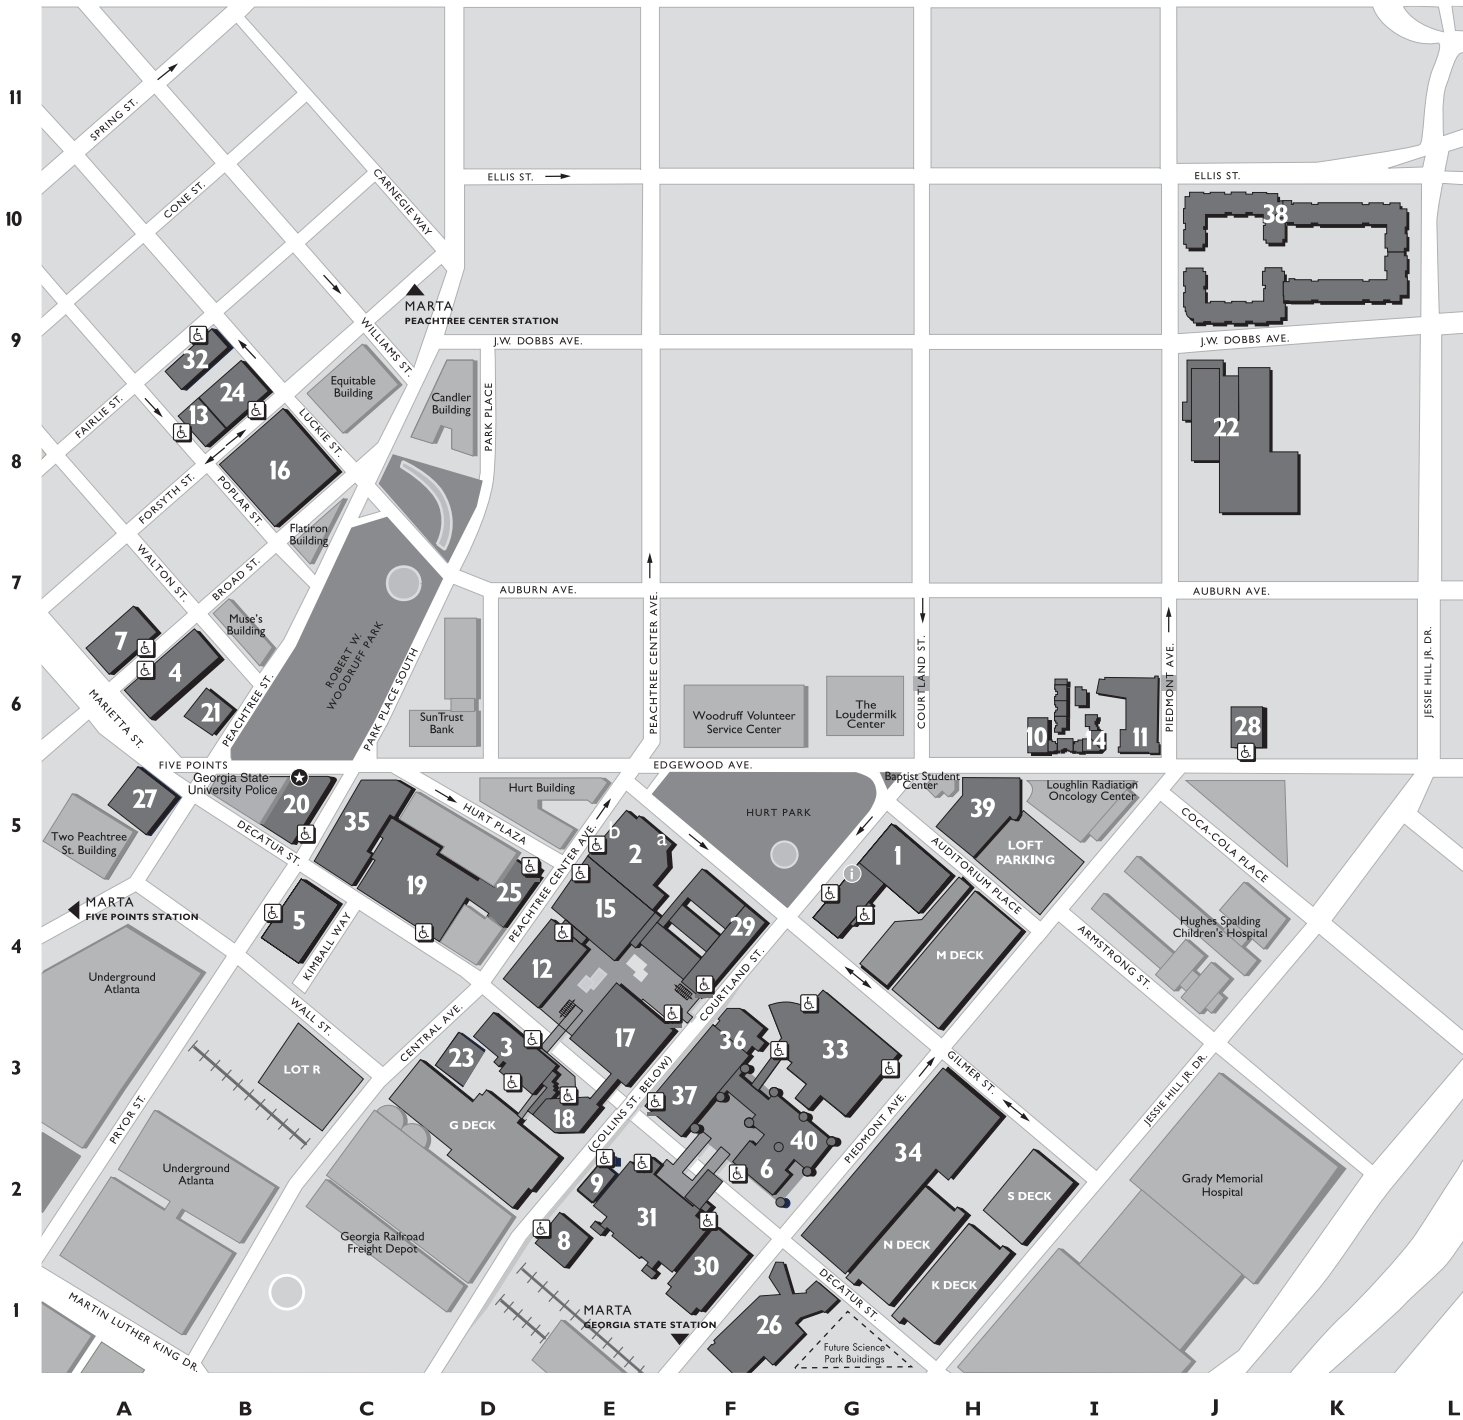 11
10
9
8
7
6
5
4
3
2
1
A
B
C
D
E
F
G
H
I
J
K
L
SPRING ST.
CONE ST.
CARNEGIE WAY
ELLIS ST.
ELLIS ST.
38
MARTA
PEACHTREE CENTER STATION
WILLIAMS ST.
J.W. DOBBS AVE.
J.W. DOBBS AVE.
32
24
13
FAIRLIE ST.
LUCKIE ST.
Equitable
Building
Candler
Building
PARK PLACE
22
16
FORSYTH ST.
POPLAR ST.
Flatiron
Building
WALTON ST.
BROAD ST.
AUBURN AVE.
AUBURN AVE.
7
4
21
Muse's
Building
ROBERT W.
WOODRUFF PARK
PEACHTREE ST.
PARK PLACE SOUTH
SunTrust
Bank
PEACHTREE CENTER AVE.
Woodruff Volunteer
Service Center
The
Loudermilk
Center
COURTLAND ST.
10
14
11
PIEDMONT AVE.
28
JESSIE HILL JR. DR.
MARIETTA ST.
FIVE POINTS
Georgia State
University Police
EDGEWOOD AVE.
27
20
35
Two Peachtree
St. Building
DECATUR ST.
HURT PLAZA
Hurt Building
PEACHTREE CENTER AVE.
b
a
2
HURT PARK
Baptist Student
Center
39
LOFT
PARKING
Loughlin Radiation
Oncology Center
COCA-COLA PLACE
AUDITORIUM PLACE
1
i
19
25
15
29
MARTA
FIVE POINTS STATION
5
KIMBALL WAY
12
M DECK
ARMSTRONG ST.
Hughes Spalding
Children's Hospital
Underground
Atlanta
WALL ST.
CENTRAL AVE.
COURTLAND ST.
(COLLINS ST. BELOW)
LOT R
23
3
17
36
33
37
18
G DECK
GILMER ST.
JESSIE HILL JR. DR.
PRYOR ST.
PIEDMONT AVE.
40
6
34
Underground
Atlanta
9
31
S DECK
Grady Memorial
Hospital
Georgia Railroad
Freight Depot
8
30
N DECK
K DECK
DECATUR ST.
MARTIN LUTHER KING DR.
MARTA
GEORGIA STATE STATION
26
Future Science
Park Buildings